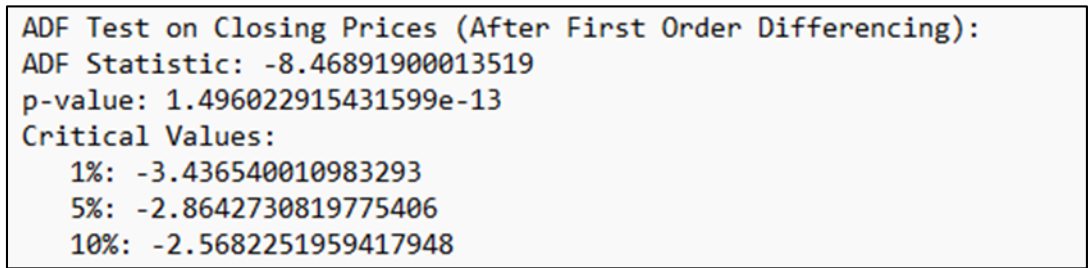 ADF Test on Closing Prices (After First Order Differencing):
ADF Statistic: -8.46891900013519
p-value: 1.496022915431599e-13
Critical Values:
1%: -3.436540010983293
5%: -2.8642730819775406
10%: -2.5682251959417948